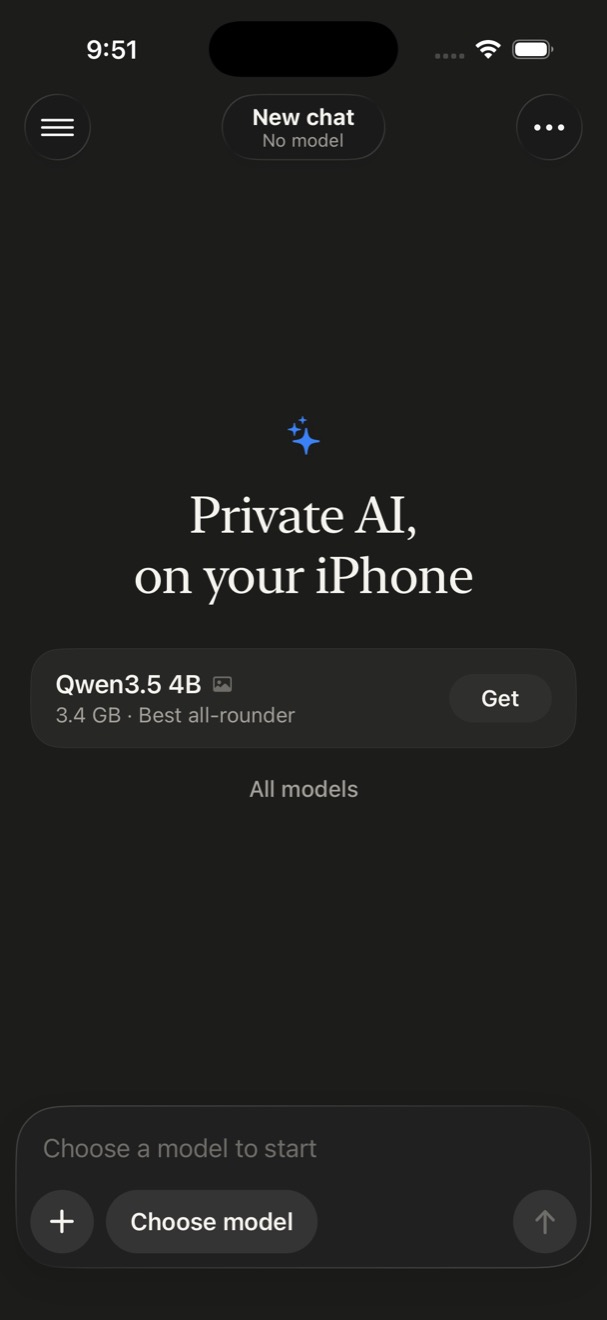 9:51
New chat
No model
Private AI,
on your iPhone
Qwen3.5 4B
3.4 GB · Best all-rounder
Get
All models
Choose a model to start
Choose model